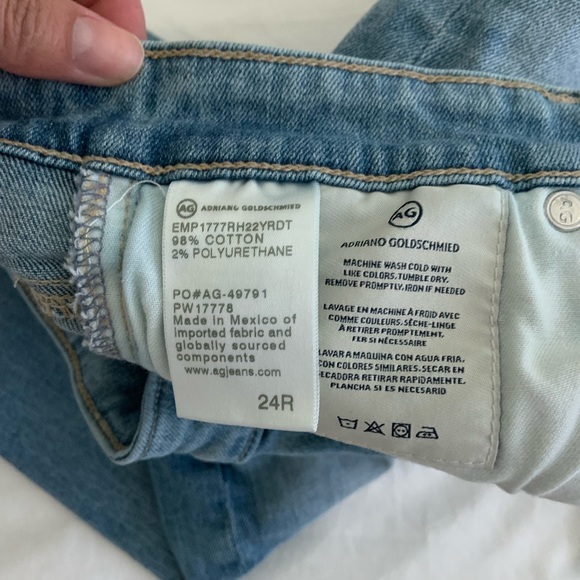 AG ADRIANO GOLDSCHMIED
EMP1777RH22YRDT
98% COTTON
2% POLYURETHANE
PO#AG-49791
PW17778
Made in Mexico of
imported fabric and
globally sourced
components
www.agjeans.com
24R
AG
ADRIANO GOLDSCHMIED
MACHINE WASH COLD WITH
LIKE COLORS. TUMBLE DRY.
REMOVE PROMPTLY. IRON IF NEEDED
LAVAGE EN MACHINE À FROID AVEC
COMME COULEURS. SÈCHE-LINGE
À RETIRER PROMPTEMENT.
FER SI NÉCESSAIRE
LAVAR A MAQUINA CON AGUA FRIA.
CON COLORES SIMILARES. SECAR EN
SECADORA RETIRAR RAPIDAMENTE.
PLANCHA SI ES NECESARIO
AG